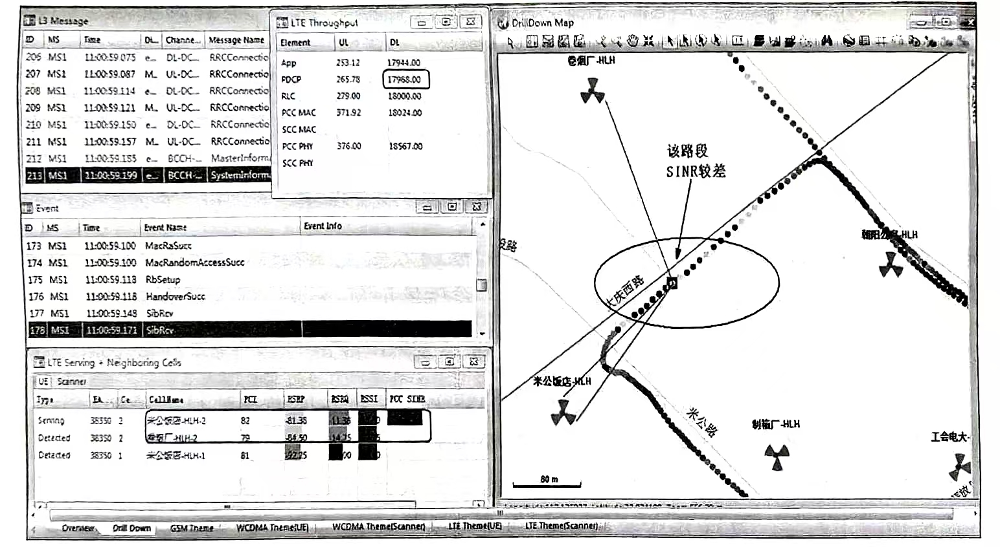 L3 Message
ID MS Time Di... Channe... Message Name
206 MS1 11:00:59.075 e... DL-DC... RRCConnectio
207 MS1 11:00:59.087 M... UL-DC... RRCConnectio
208 MS1 11:00:59.114 e... DL-DC... RRCConnectio
209 MS1 11:00:59.121 M... UL-DC... RRCConnectio
210 MS1 11:00:59.150 e... DL-DC... RRCConnectio
211 MS1 11:00:59.157 M... UL-DC... RRCConnectio
212 MS1 11:00:59.185 e... BCCH-... MasterInform
213 MS1 11:00:59.199 e... BCCH-... SystemInform
LTE Throughput
Element UL DL
App 253.12 17944.00
PDCP 265.78 17968.00
RLC 279.00 18000.00
PCC MAC 371.92 18024.00
SCC MAC
PCC PHY 376.00 18567.00
SCC PHY
Event
ID MS Time Event Name Event Info
173 MS1 11:00:59.100 MacRaSucc
174 MS1 11:00:59.100 MacRandomAccessSucc
175 MS1 11:00:59.118 RbSetup
176 MS1 11:00:59.118 HandoverSucc
177 MS1 11:00:59.148 SibRcv
178 MS1 11:00:59.171 SibRcv
LTE Serving + Neighboring Cells
UE Scanner
Type EA... Ce... CellName PCI RSRP RSRQ RSSI PCC SINR
Serving 38350 2 米公饭店-HLH-2 82 -81.38 11.38
Detected 38350 2 卷烟厂-HLH-2 79 -84.50 14.75
Detected 38350 1 米公饭店-HLH-1 81 -92.25
DrillDown Map
卷烟厂-HLH
该路段
SINR较差
朝阳公寓-HLH
段路
大庆西路
米公饭店-HLH
米公路
制箱厂-HLH
工会电大-
80 m
Overview Drill Down GSM Theme WCDMA Theme(UE) WCDMA Theme(Scanner) LTE Theme(UE) LTE Theme(Scanner)